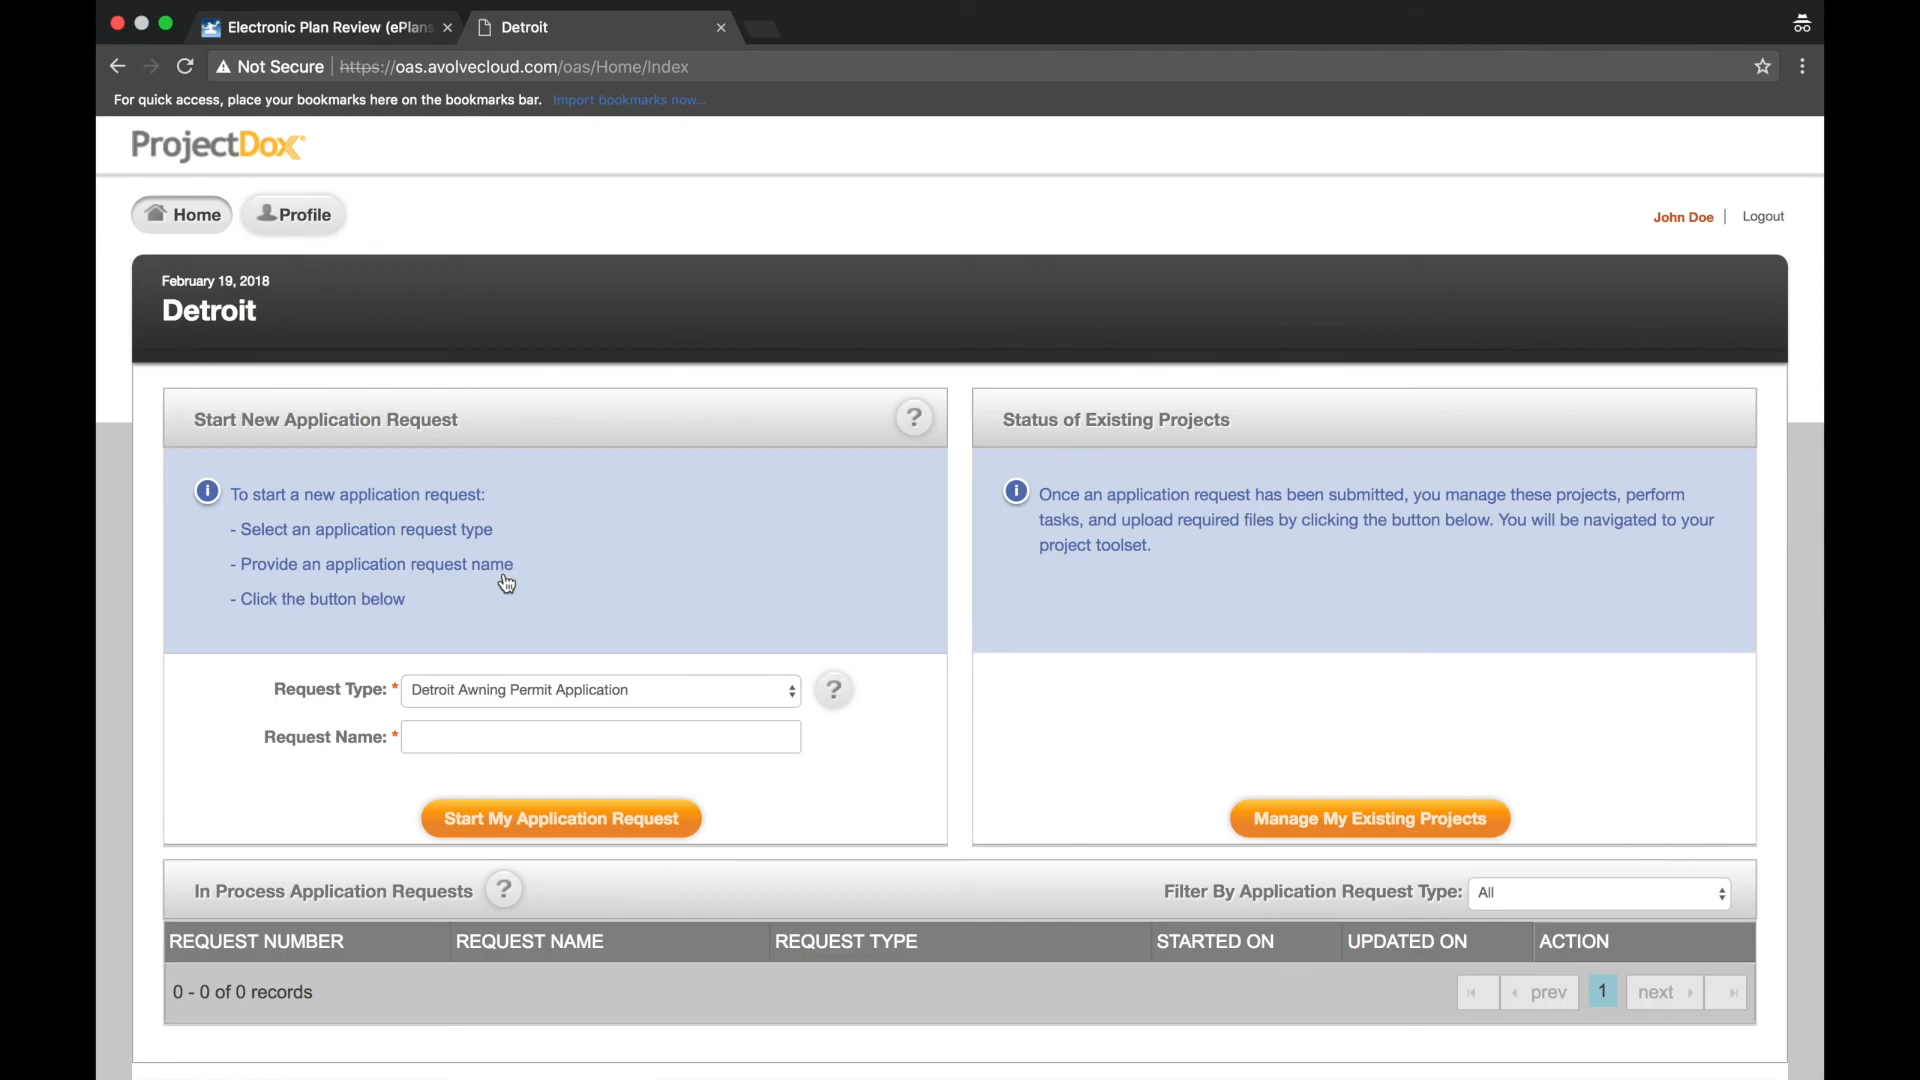 Electronic Plan Review (ePlans
Detroit
Not Secure
https://oas.avolvecloud.com/oas/Home/Index
For quick access, place your bookmarks here on the bookmarks bar. Import bookmarks now...
ProjectDox
Home
Profile
John Doe | Logout
February 19, 2018
Detroit
Start New Application Request
?
Status of Existing Projects
To start a new application request:
- Select an application request type
- Provide an application request name
- Click the button below
Once an application request has been submitted, you manage these projects, perform
tasks, and upload required files by clicking the button below. You will be navigated to your
project toolset.
Request Type: * Detroit Awning Permit Application ?
Request Name: *
Start My Application Request
Manage My Existing Projects
In Process Application Requests ?
Filter By Application Request Type: All
REQUEST NUMBER REQUEST NAME REQUEST TYPE STARTED ON UPDATED ON ACTION
0 - 0 of 0 records
prev 1 next